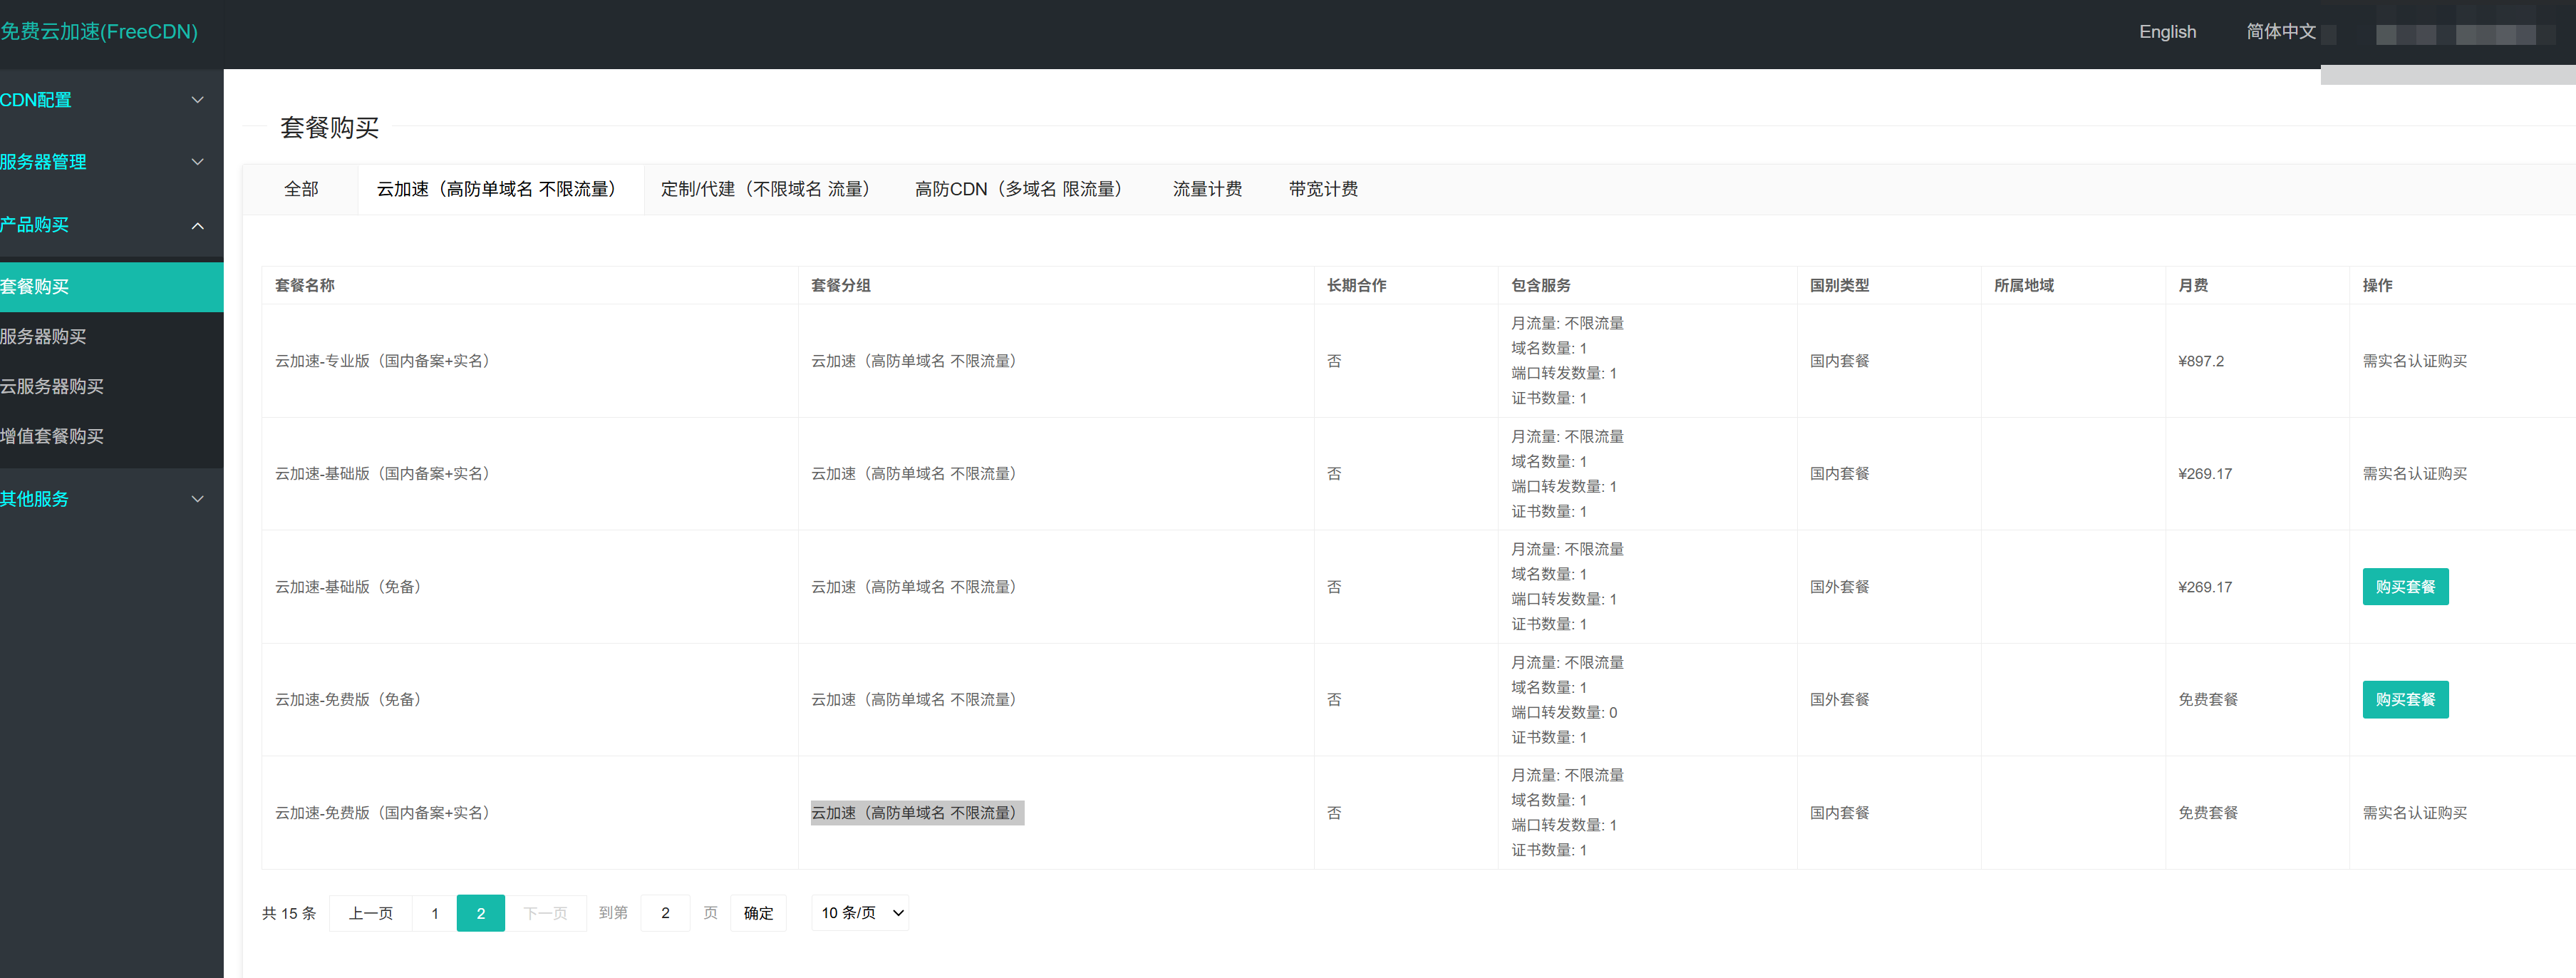 免费云加速(FreeCDN)
English 简体中文
CDN配置
服务器管理
产品购买
套餐购买
服务器购买
云服务器购买
增值套餐购买
其他服务
套餐购买
全部 云加速（高防单域名 不限流量） 定制/代建（不限域名 流量） 高防CDN（多域名 限流量） 流量计费 带宽计费
套餐名称 套餐分组 长期合作 包含服务 国别类型 所属地域 月费 操作
云加速-专业版（国内备案+实名） 云加速（高防单域名 不限流量） 否
月流量: 不限流量
域名数量: 1
端口转发数量: 1
证书数量: 1
国内套餐 ¥897.2 需实名认证购买
云加速-基础版（国内备案+实名） 云加速（高防单域名 不限流量） 否
月流量: 不限流量
域名数量: 1
端口转发数量: 1
证书数量: 1
国内套餐 ¥269.17 需实名认证购买
云加速-基础版（免备） 云加速（高防单域名 不限流量） 否
月流量: 不限流量
域名数量: 1
端口转发数量: 1
证书数量: 1
国外套餐 ¥269.17 购买套餐
云加速-免费版（免备） 云加速（高防单域名 不限流量） 否
月流量: 不限流量
域名数量: 1
端口转发数量: 0
证书数量: 1
国外套餐 免费套餐 购买套餐
云加速-免费版（国内备案+实名） 云加速（高防单域名 不限流量） 否
月流量: 不限流量
域名数量: 1
端口转发数量: 1
证书数量: 1
国内套餐 免费套餐 需实名认证购买
共 15 条 上一页 1 2 下一页 到第 2 页 确定 10 条/页